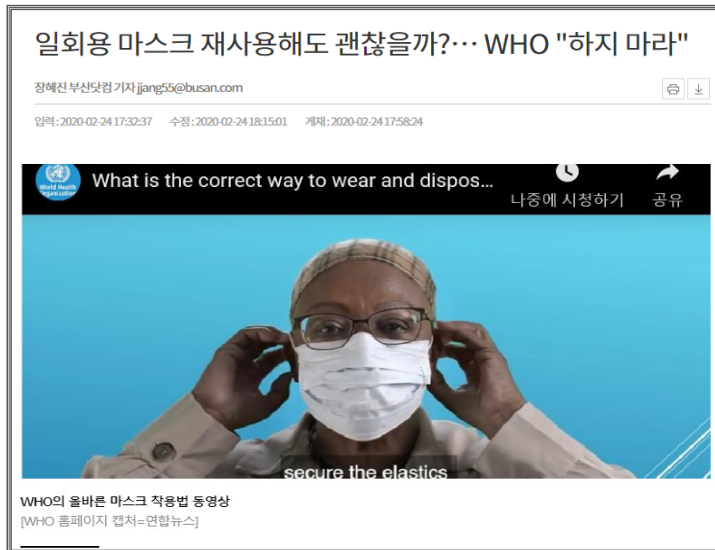 일회용 마스크 재사용해도 괜찮을까?… WHO "하지 마라"
장혜진 부산닷컴 기자 jjang55@busan.com
입력 : 2020-02-24 17:32:37 수정 : 2020-02-24 18:15:01 게재 : 2020-02-24 17:58:24
World Health
Organization
What is the correct way to wear and dispos...
나중에 시청하기
공유
secure the elastics
WHO의 올바른 마스크 착용법 동영상
[WHO 홈페이지 캡처=연합뉴스]